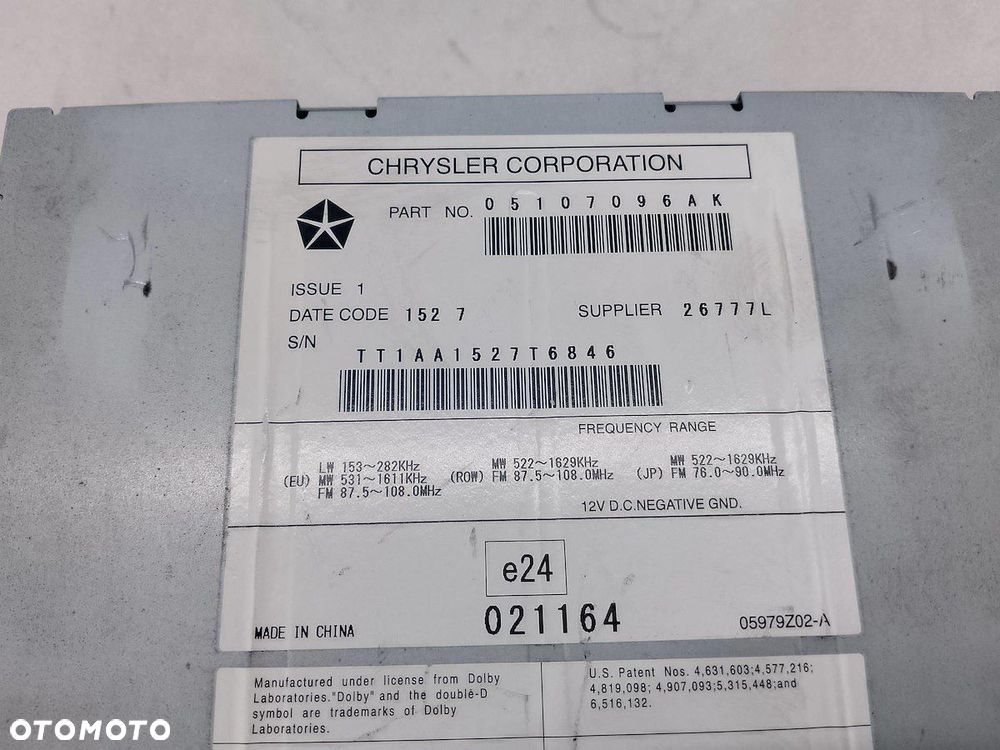 CHRYSLER CORPORATION
PART NO. 05107096AK
ISSUE 1
DATE CODE 152 7 SUPPLIER 26777L
S/N
TT1AA1527T6846
FREQUENCY RANGE
LW 153~282KHz
(EU) MW 531~1611KHz
FM 87.5~108.0MHz
MW 522~1629KHz
(ROW) FM 87.5~108.0MHz
MW 522~1629KHz
(JP) FM 76.0~90.0MHz
12V D.C.NEGATIVE GND.
e24
021164
MADE IN CHINA
05979Z02-A
Manufactured under license from Dolby
Laboratories."Dolby" and the double-D
symbol are trademarks of Dolby
Laboratories.
U.S. Patent Nos. 4,631,603;4,577,216;
4,819,098; 4,907,093;5,315,448;and
6,516,132.
OTOMOTO